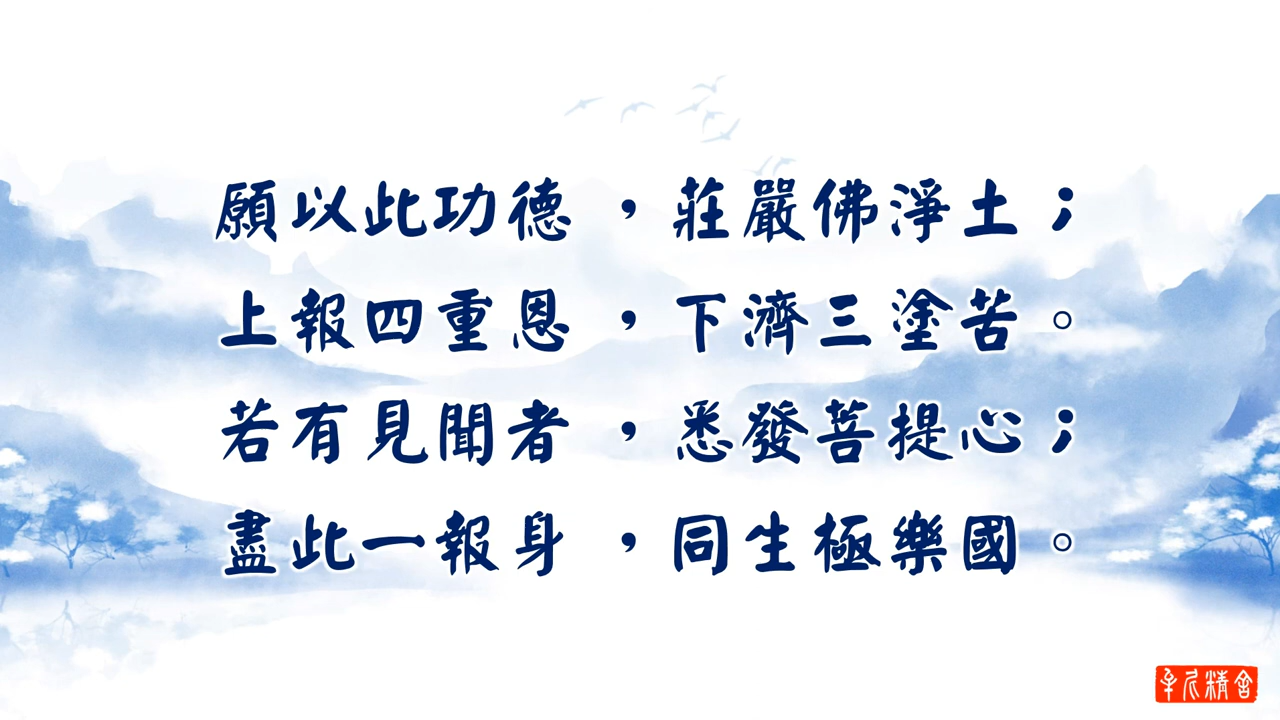 願以此功德，莊嚴佛淨土；
上報四重恩，下濟三塗苦。
若有見聞者，悉發菩提心；
盡此一報身，同生極樂國。
精舍